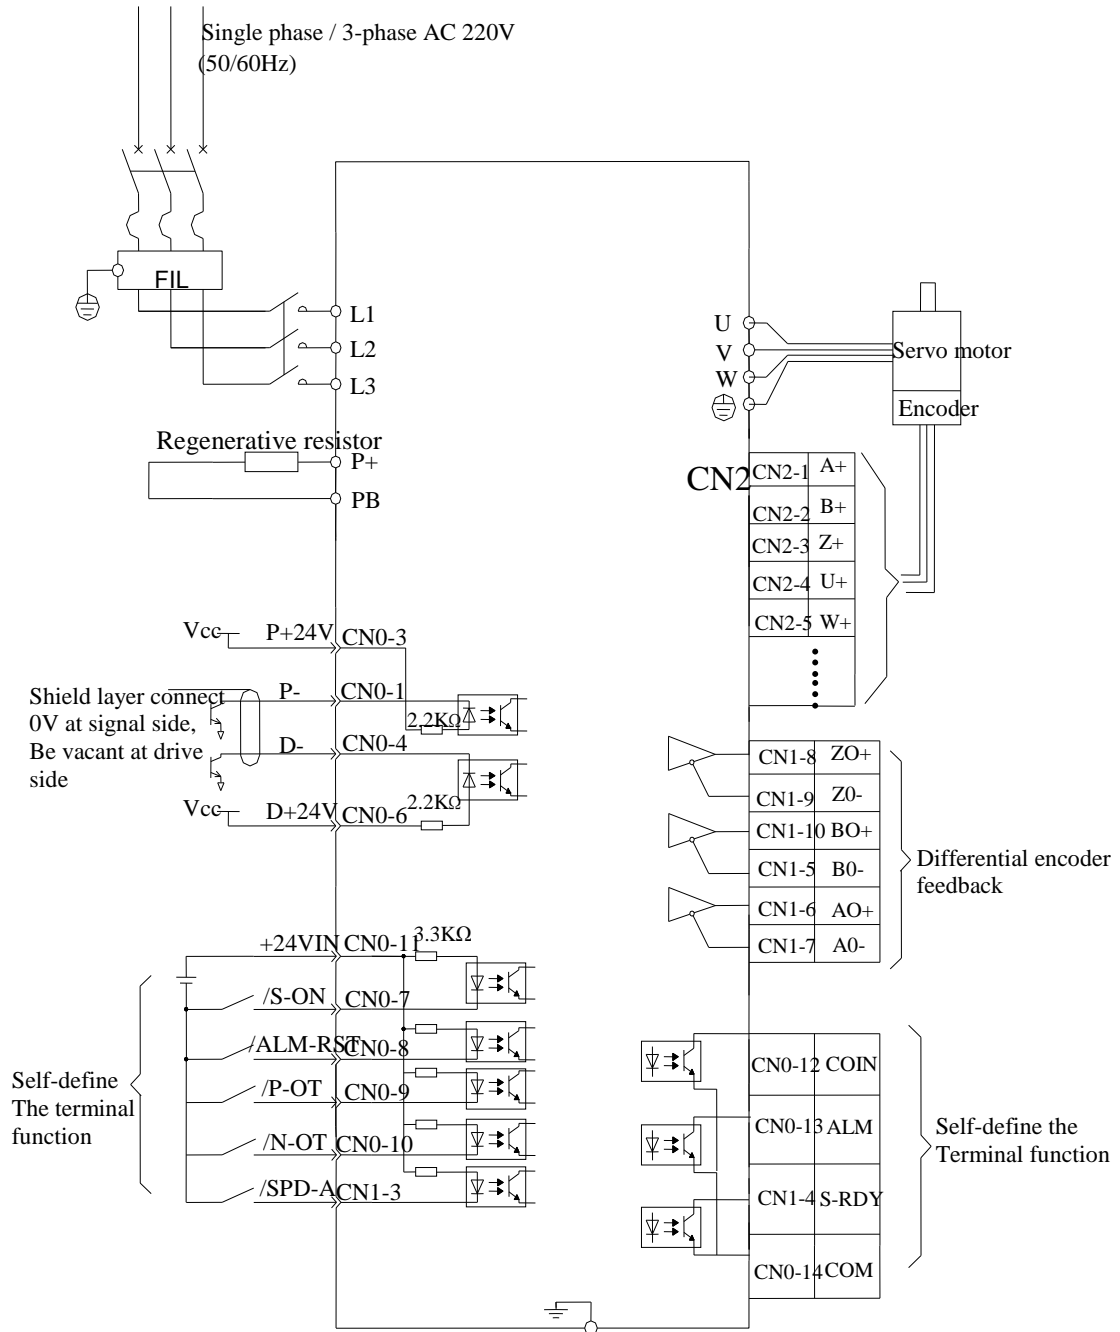 Single phase / 3-phase AC 220V
(50/60Hz)
FIL
L1
L2
L3
Regenerative resistor
P+
PB
U
V
W
Servo motor
Encoder
CN2
CN2-1 A+
CN2-2 B+
CN2-3 Z+
CN2-4 U+
CN2-5 W+
Vcc P+24V CN0-3
Shield layer connect
0V at signal side,
Be vacant at drive
side
P- CN0-1
2.2KΩ
D- CN0-4
2.2KΩ
Vcc D+24V CN0-6
CN1-8 ZO+
CN1-9 Z0-
CN1-10 BO+
CN1-5 B0-
CN1-6 AO+
CN1-7 A0-
Differential encoder
feedback
+24VIN CN0-11 3.3KΩ
/S-ON CN0-7
/ALM-RST CN0-8
/P-OT CN0-9
/N-OT CN0-10
/SPD-A CN1-3
Self-define
The terminal
function
CN0-12 COIN
CN0-13 ALM
CN1-4 S-RDY
CN0-14 COM
Self-define the
Terminal function